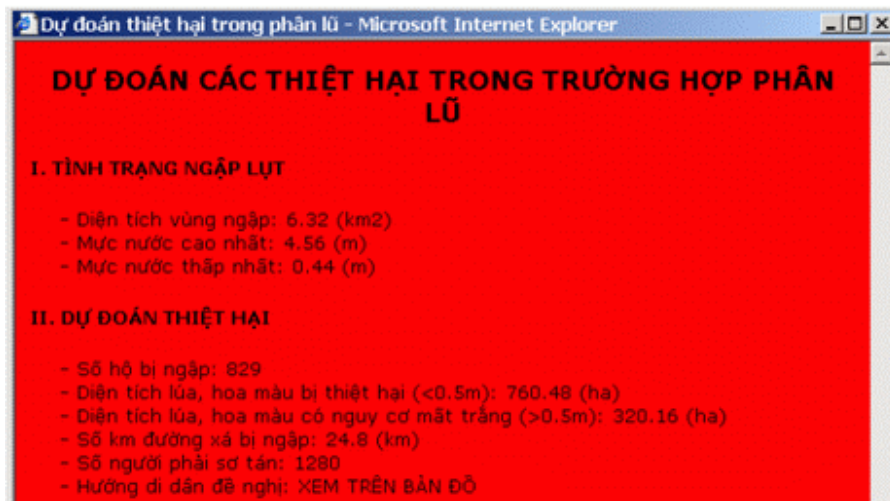 Dự đoán thiệt hại trong phân lũ - Microsoft Internet Explorer
DỰ ĐOÁN CÁC THIỆT HẠI TRONG TRƯỜNG HỢP PHÂN
LŨ
I. TÌNH TRẠNG NGẬP LỤT
- Diện tích vùng ngập: 6.32 (km2)
- Mực nước cao nhất: 4.56 (m)
- Mực nước thấp nhất: 0.44 (m)
II. DỰ ĐOÁN THIỆT HẠI
- Số hộ bị ngập: 829
- Diện tích lúa, hoa màu bị thiệt hại (<0.5m): 760.48 (ha)
- Diện tích lúa, hoa màu có nguy cơ mất trắng (>0.5m): 320.16 (ha)
- Số km đường xá bị ngập: 24.8 (km)
- Số người phải sơ tán: 1280
- Hướng di dân đề nghị: XEM TRÊN BẢN ĐỒ